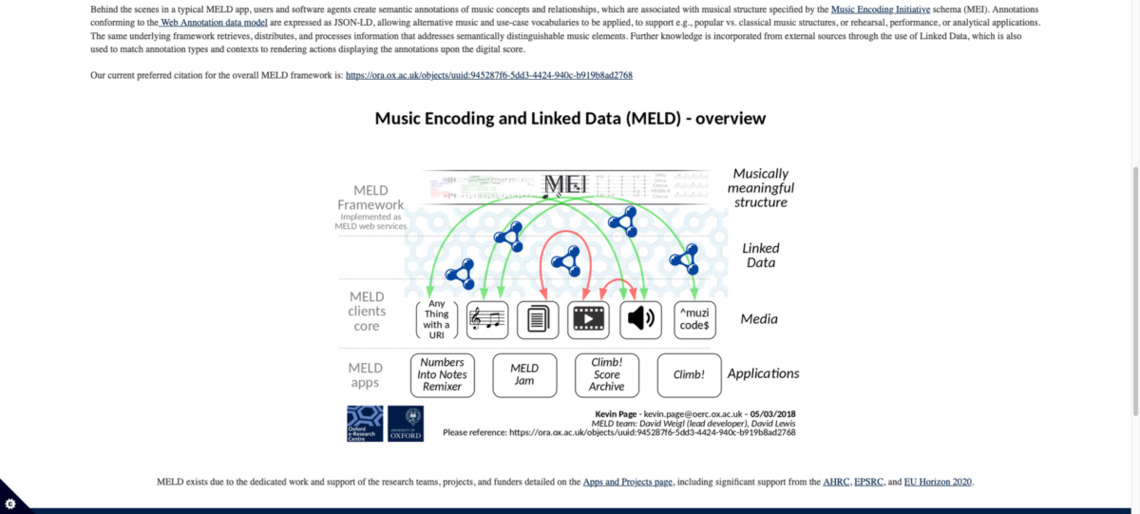 Behind the scenes in a typical MELD app, users and software agents create semantic annotations of music concepts and relationships, which are associated with musical structure specified by the Music Encoding Initiative schema (MEI). Annotations
conforming to the Web Annotation data model are expressed as JSON-LD, allowing alternative music and use-case vocabularies to be applied, to support e.g., popular vs. classical music structures, or rehearsal, performance, or analytical applications.
The same underlying framework retrieves, distributes, and processes information that addresses semantically distinguishable music elements. Further knowledge is incorporated from external sources through the use of Linked Data, which is also
used to match annotation types and contexts to rendering actions displaying the annotations upon the digital score.
Our current preferred citation for the overall MELD framework is: https://ora.ox.ac.uk/objects/uuid:945287f6-5dd3-4424-940c-b919b8ad2768
Music Encoding and Linked Data (MELD) - overview
MELD
Framework
Implemented as
MELD web services
MEI
Musically
meaningful
structure
Linked
Data
MELD
clients
core
Any
Thing
with a
URI
^muzi
code$
Media
MELD
apps
Numbers
Into Notes
Remixer
MELD
Jam
Climb!
Score
Archive
Climb!
Applications
Oxford
e-Research
Centre
UNIVERSITY OF
OXFORD
Kevin Page - kevin.page@oerc.ox.ac.uk – 05/03/2018
MELD team: David Weigl (lead developer), David Lewis
Please reference: https://ora.ox.ac.uk/objects/uuid:945287f6-5dd3-4424-940c-b919b8ad2768
MELD exists due to the dedicated work and support of the research teams, projects, and funders detailed on the Apps and Projects page, including significant support from the AHRC, EPSRC, and EU Horizon 2020.